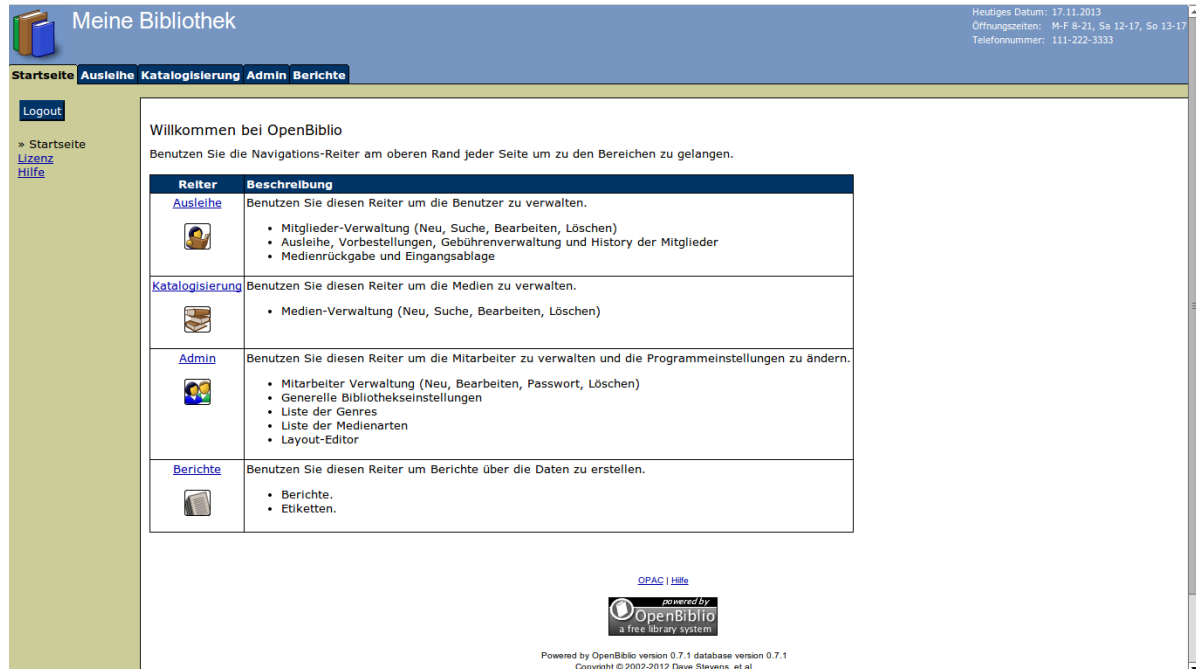 Meine Bibliothek
Heutiges Datum: 17.11.2013
Öffnungszeiten: M-F 8-21, Sa 12-17, So 13-17
Telefonnummer: 111-222-3333
Startseite Ausleihe Katalogisierung Admin Berichte
Logout
» Startseite
Lizenz
Hilfe
Willkommen bei OpenBiblio
Benutzen Sie die Navigations-Reiter am oberen Rand jeder Seite um zu den Bereichen zu gelangen.
Reiter Beschreibung
Ausleihe Benutzen Sie diesen Reiter um die Benutzer zu verwalten.
• Mitglieder-Verwaltung (Neu, Suche, Bearbeiten, Löschen)
• Ausleihe, Vorbestellungen, Gebührenverwaltung und History der Mitglieder
• Medienrückgabe und Eingangsablage
Katalogisierung Benutzen Sie diesen Reiter um die Medien zu verwalten.
• Medien-Verwaltung (Neu, Suche, Bearbeiten, Löschen)
Admin Benutzen Sie diesen Reiter um die Mitarbeiter zu verwalten und die Programmeinstellungen zu ändern.
• Mitarbeiter Verwaltung (Neu, Bearbeiten, Passwort, Löschen)
• Generelle Bibliothekseinstellungen
• Liste der Genres
• Liste der Medienarten
• Layout-Editor
Berichte Benutzen Sie diesen Reiter um Berichte über die Daten zu erstellen.
• Berichte.
• Etiketten.
OPAC | Hilfe
powered by
OpenBiblio
a free library system
Powered by OpenBiblio version 0.7.1 database version 0.7.1
Copyright © 2002-2012 Dave Stevens, et al